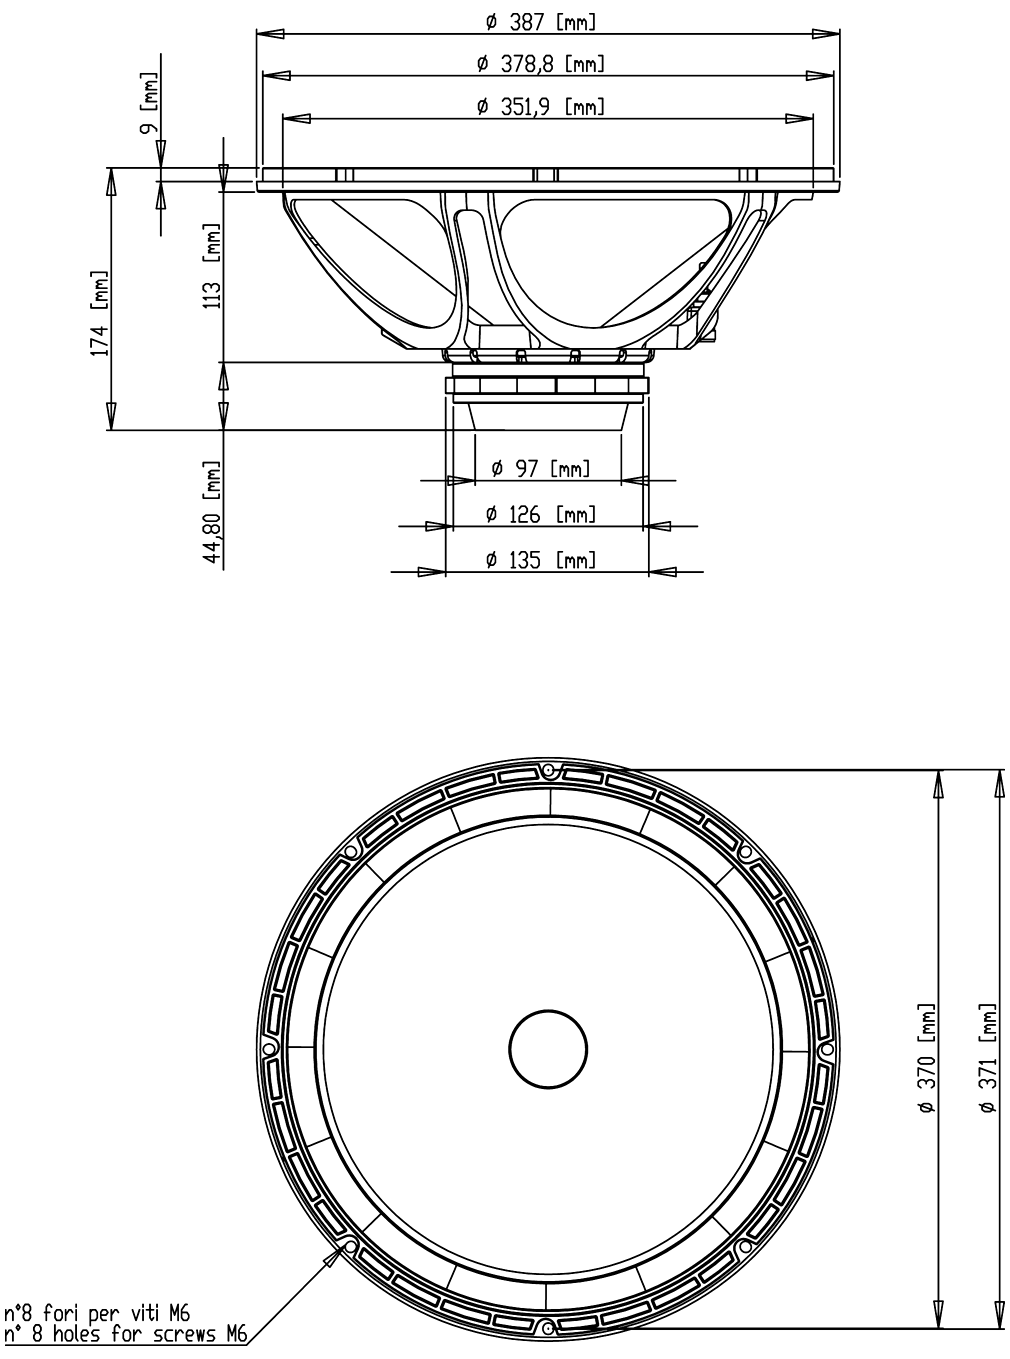 ø 387 [mm]
ø 378,8 [mm]
ø 351,9 [mm]
9 [mm]
113 [mm]
174 [mm]
44,80 [mm]
ø 97 [mm]
ø 126 [mm]
ø 135 [mm]
ø 370 [mm]
ø 371 [mm]
n°8 fori per viti M6
n° 8 holes for screws M6